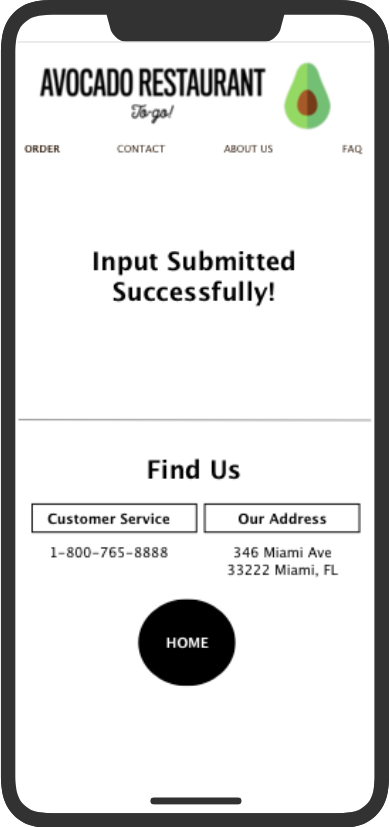 AVOCADO RESTAURANT
To-go!
ORDER CONTACT ABOUT US FAQ
Input Submitted
Successfully!
Find Us
Customer Service Our Address
1-800-765-8888 346 Miami Ave
33222 Miami, FL
HOME